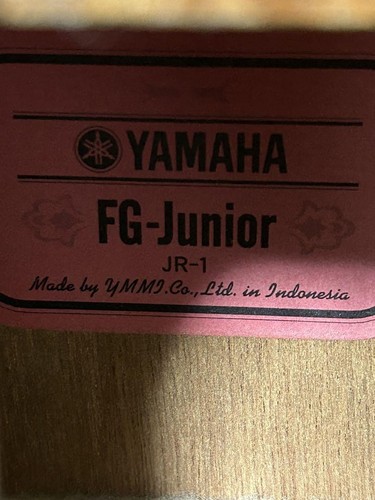 YAMAHA
FG-Junior
JR-1
Made by YMMI.Co.,Ltd. in Indonesia